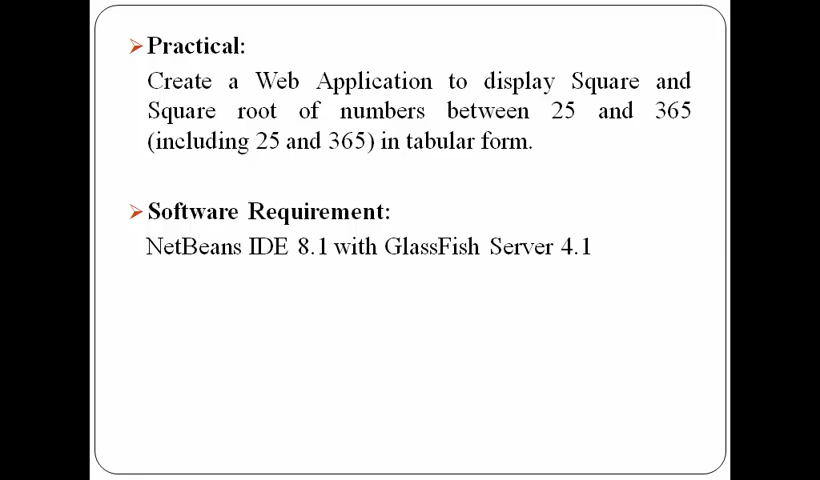 Practical:
Create a Web Application to display Square and
Square root of numbers between 25 and 365
(including 25 and 365) in tabular form.
Software Requirement:
NetBeans IDE 8.1 with GlassFish Server 4.1